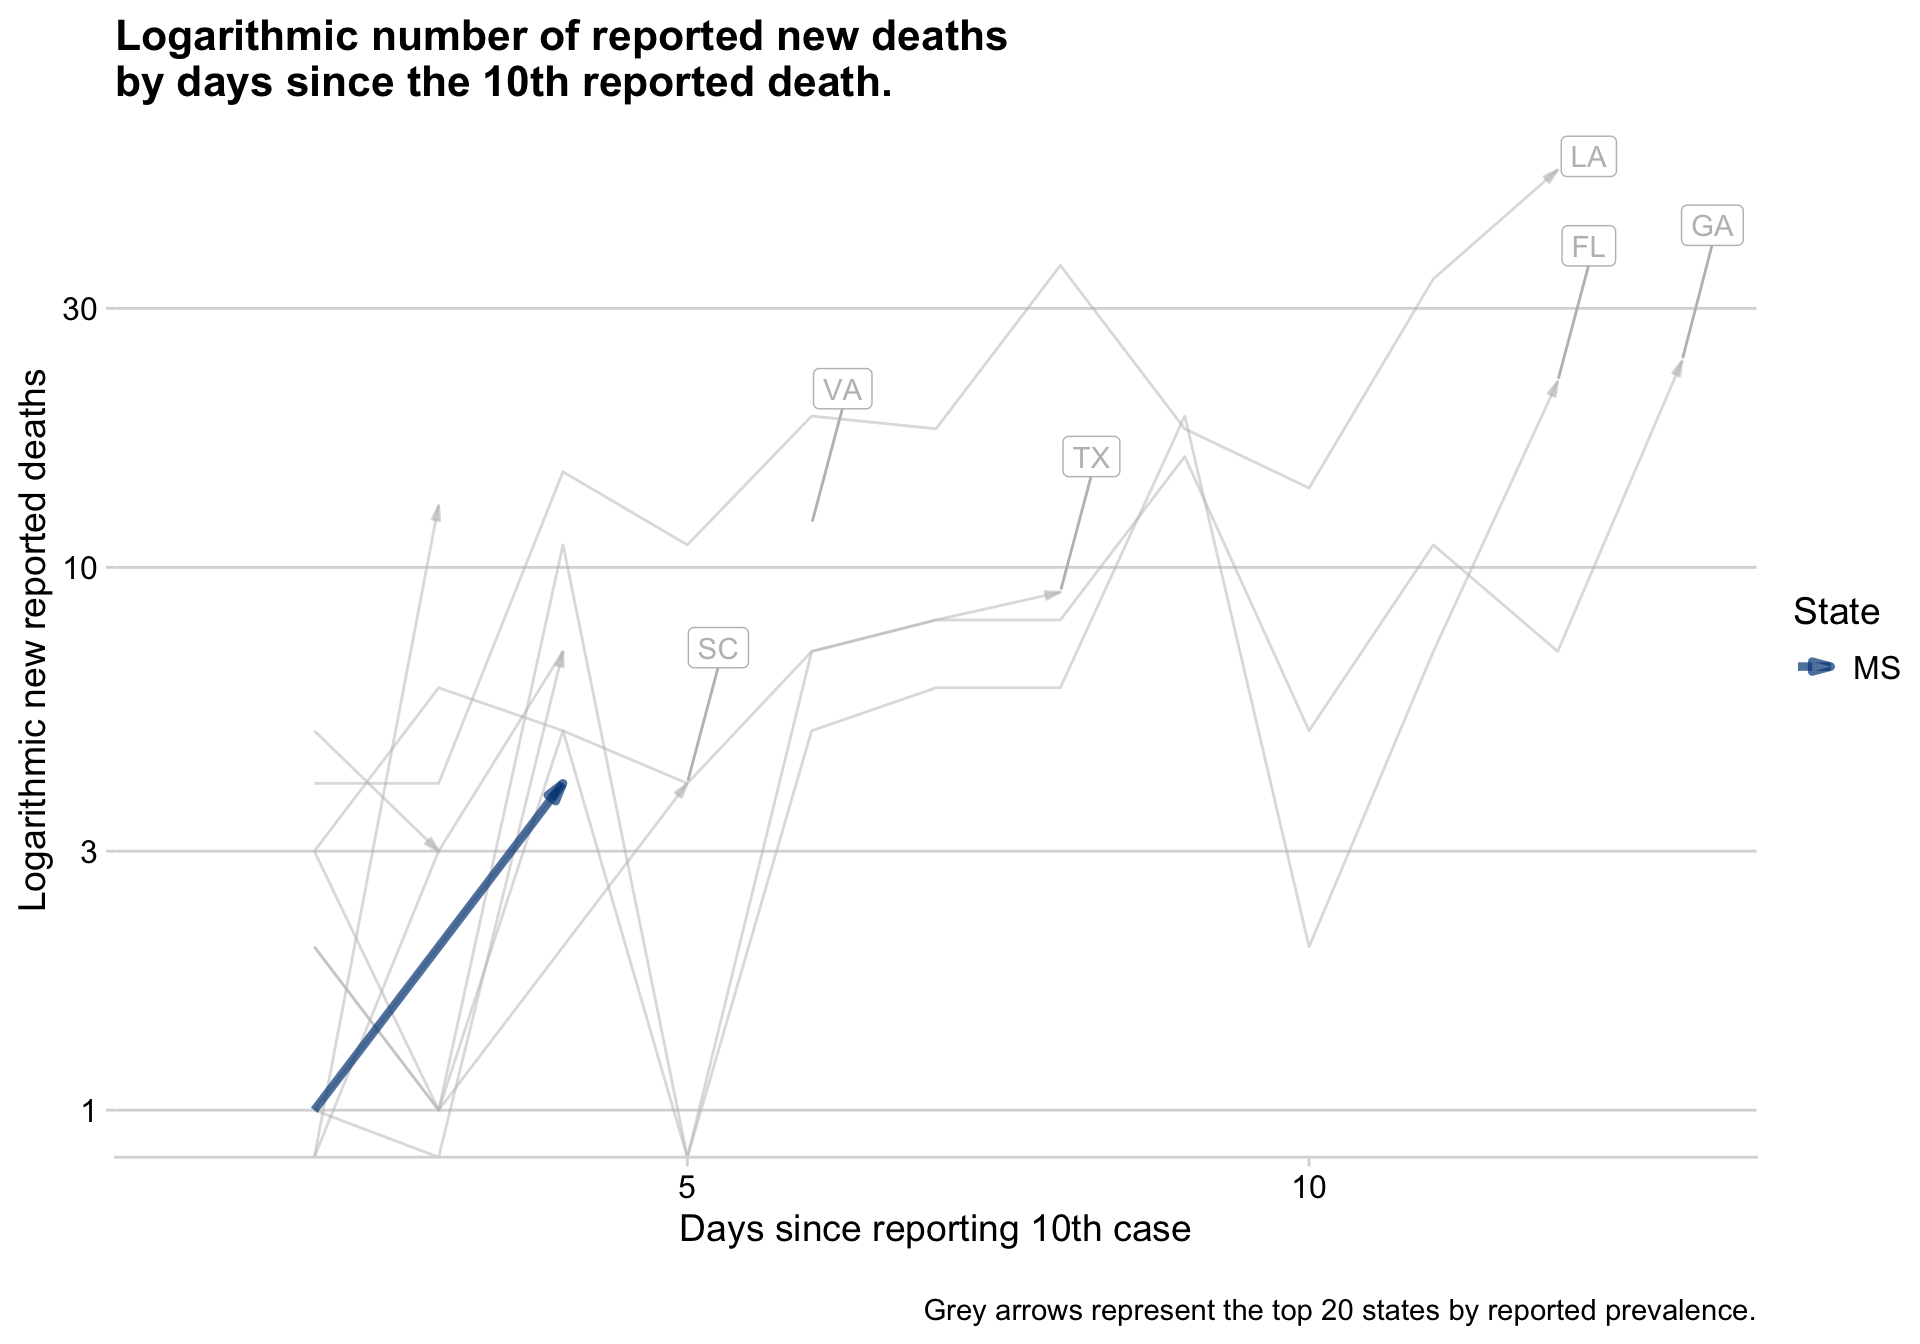 Logarithmic number of reported new deaths
by days since the 10th reported death.
LA
GA
FL
30
VA
TX
10
SC
3
1
Logarithmic new reported deaths
State
MS
5
10
Days since reporting 10th case
Grey arrows represent the top 20 states by reported prevalence.